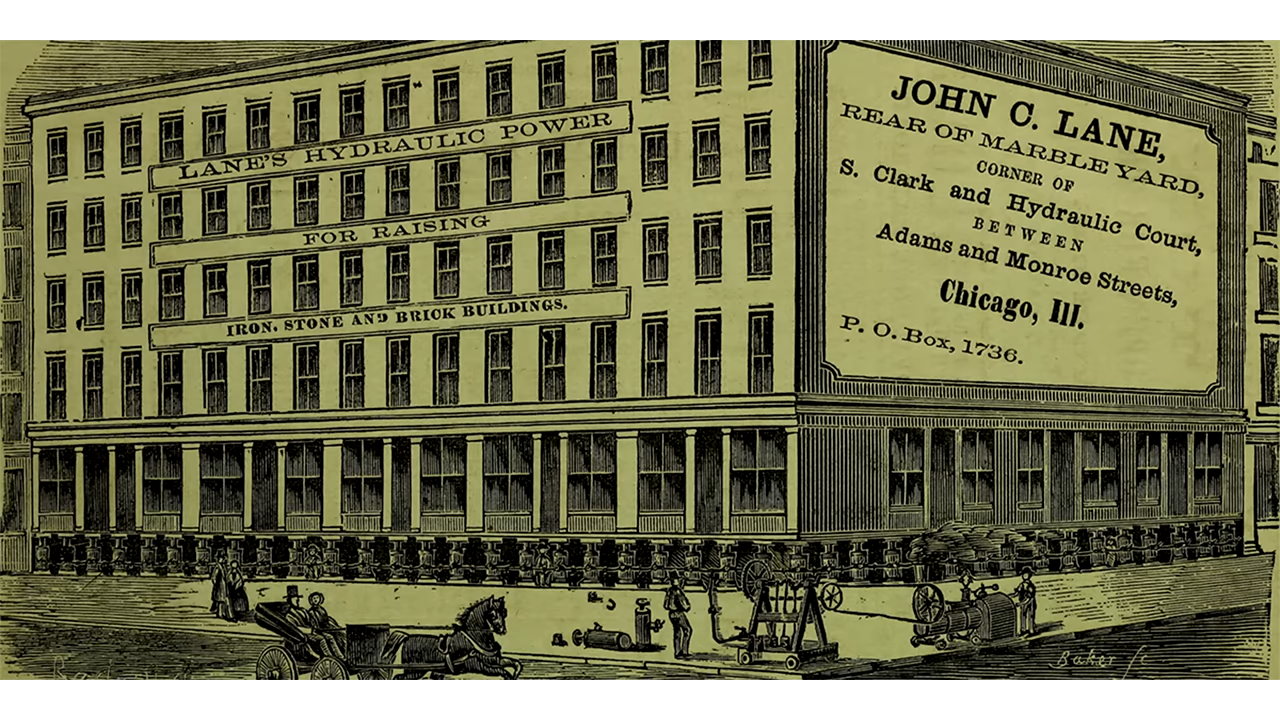 LANE'S HYDRAULIC POWER
FOR RAISING
IRON, STONE AND BRICK BUILDINGS.
JOHN C. LANE,
REAR OF MARBLE YARD,
CORNER OF
S. Clark and Hydraulic Court,
BETWEEN
Adams and Monroe Streets,
Chicago, Ill.
P. O. Box, 1736.
Baker sc